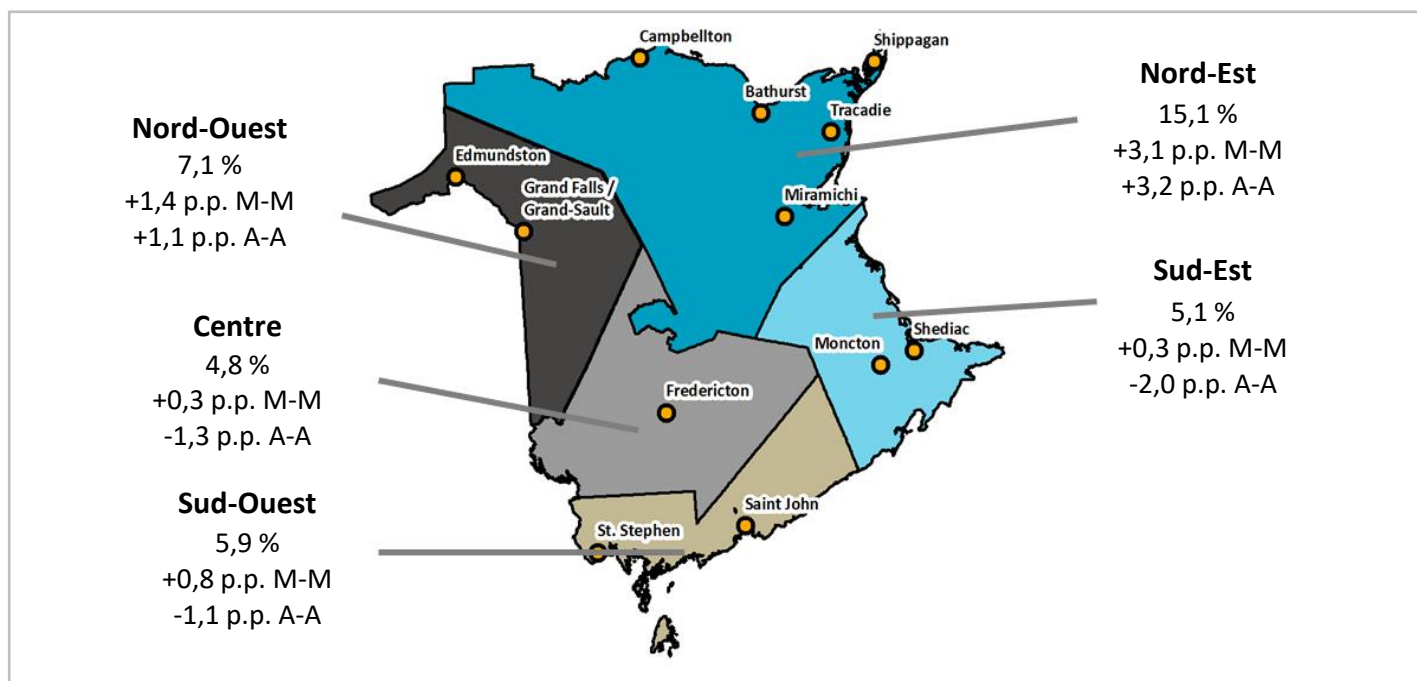 Nord-Ouest
7,1 %
+1,4 p.p. M-M
+1,1 p.p. A-A
Centre
4,8 %
+0,3 p.p. M-M
-1,3 p.p. A-A
Sud-Ouest
5,9 %
+0,8 p.p. M-M
-1,1 p.p. A-A
Campbellton
Shippagan
Bathurst
Tracadie
Edmundston
Grand Falls /
Grand-Sault
Miramichi
Moncton
Shediac
Fredericton
Saint John
St. Stephen
Nord-Est
15,1 %
+3,1 p.p. M-M
+3,2 p.p. A-A
Sud-Est
5,1 %
+0,3 p.p. M-M
-2,0 p.p. A-A